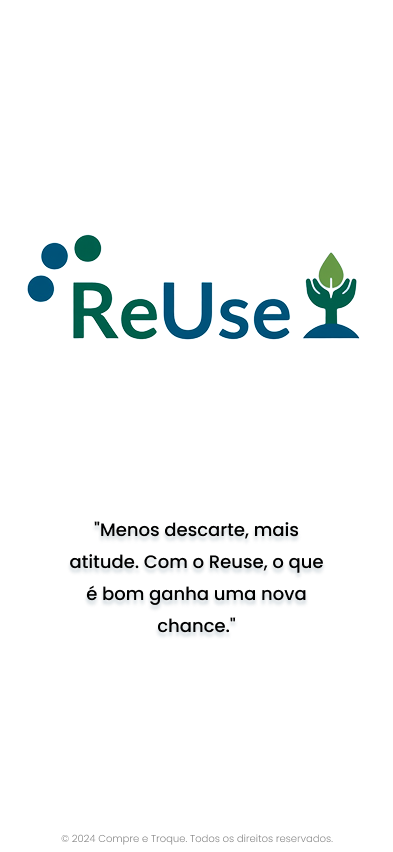 ReUse
"Menos descarte, mais
atitude. Com o Reuse, o que
é bom ganha uma nova
chance."
© 2024 Compre e Troque. Todos os direitos reservados.